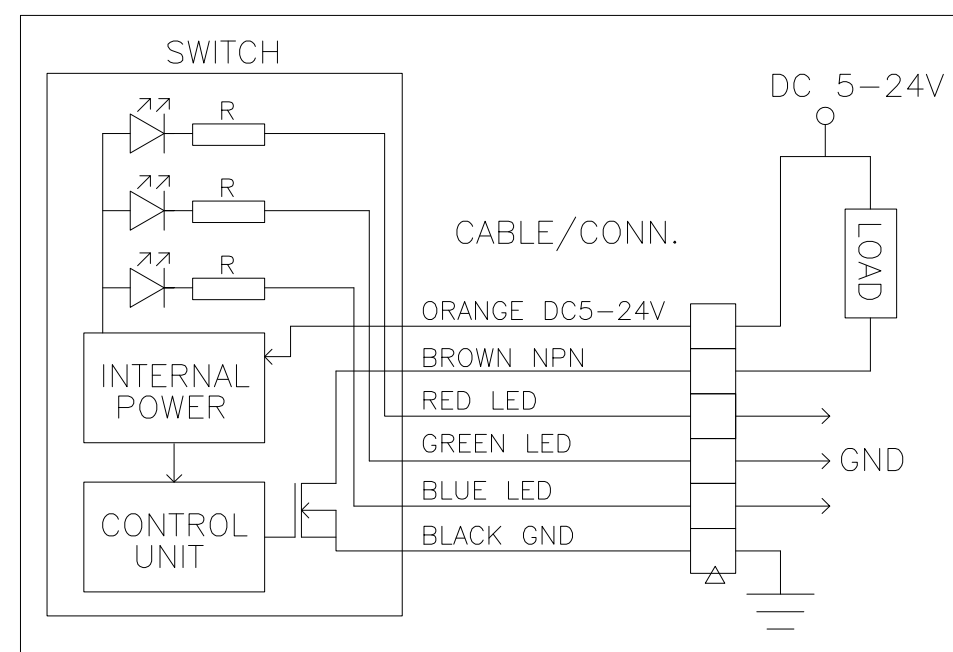 SWITCH
DC 5-24V
R
R
R
CABLE/CONN.
LOAD
ORANGE DC5-24V
BROWN NPN
RED LED
GREEN LED
BLUE LED
BLACK GND
INTERNAL
POWER
GND
CONTROL
UNIT